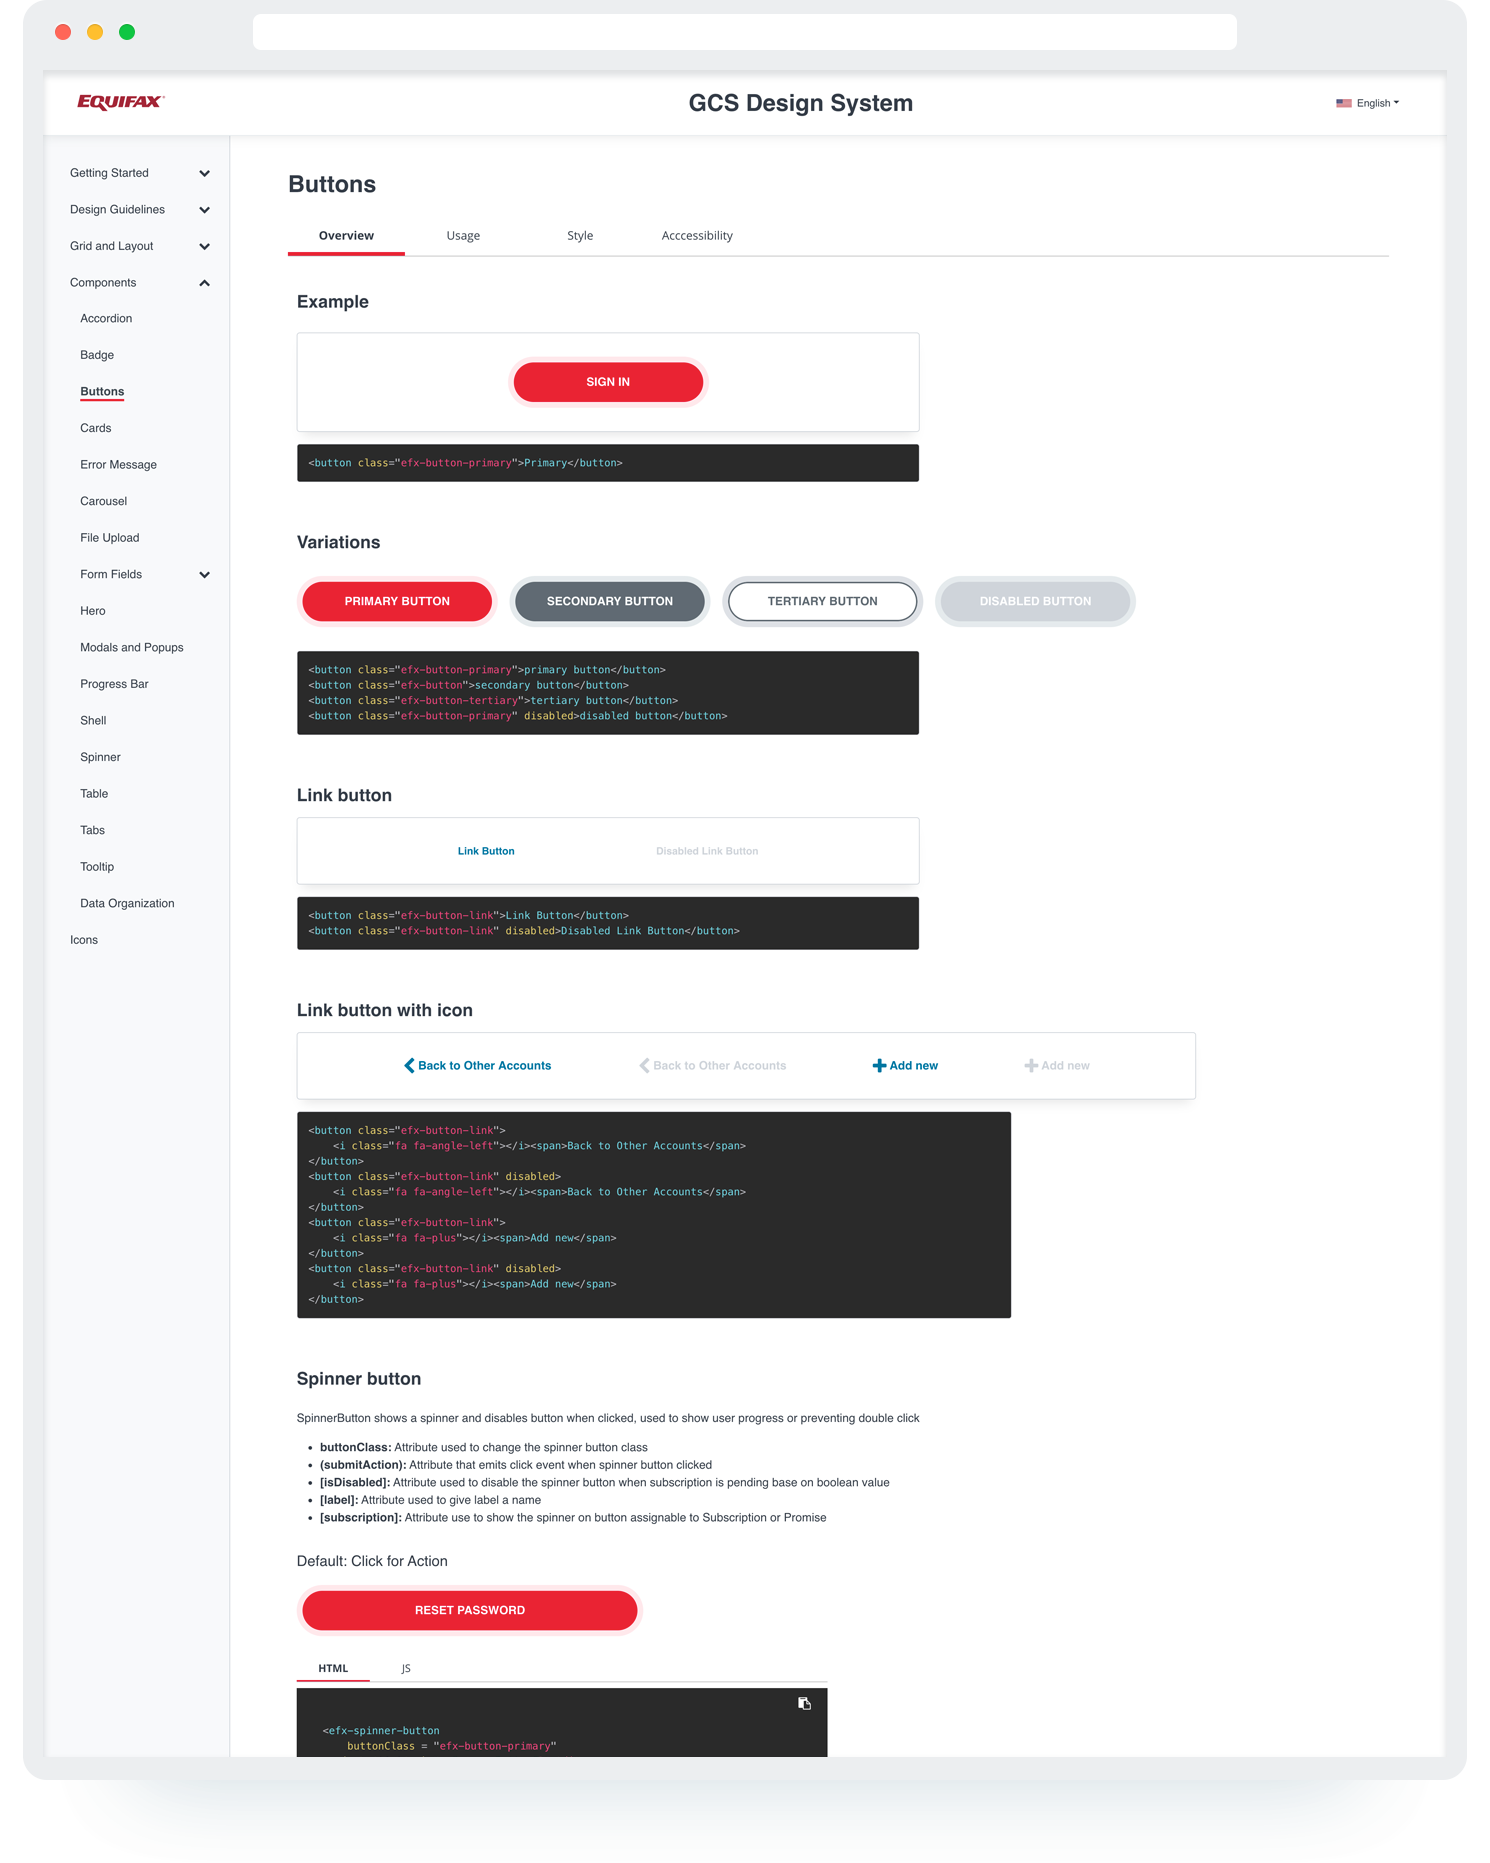 EQUIFAX
GCS Design System
English
Getting Started
Design Guidelines
Grid and Layout
Components
Accordion
Badge
Buttons
Cards
Error Message
Carousel
File Upload
Form Fields
Hero
Modals and Popups
Progress Bar
Shell
Spinner
Table
Tabs
Tooltip
Data Organization
Icons
Buttons
Overview Usage Style Acccessibility
Example
SIGN IN
<button class="efx-button-primary">Primary</button>
Variations
PRIMARY BUTTON SECONDARY BUTTON TERTIARY BUTTON DISABLED BUTTON
<button class="efx-button-primary">primary button</button>
<button class="efx-button">secondary button</button>
<button class="efx-button-tertiary">tertiary button</button>
<button class="efx-button-primary" disabled>disabled button</button>
Link button
Link Button Disabled Link Button
<button class="efx-button-link">Link Button</button>
<button class="efx-button-link" disabled>Disabled Link Button</button>
Link button with icon
Back to Other Accounts Back to Other Accounts Add new Add new
<button class="efx-button-link">
<i class="fa fa-angle-left"></i><span>Back to Other Accounts</span>
</button>
<button class="efx-button-link" disabled>
<i class="fa fa-angle-left"></i><span>Back to Other Accounts</span>
</button>
<button class="efx-button-link">
<i class="fa fa-plus"></i><span>Add new</span>
</button>
<button class="efx-button-link" disabled>
<i class="fa fa-plus"></i><span>Add new</span>
</button>
Spinner button
SpinnerButton shows a spinner and disables button when clicked, used to show user progress or preventing double click
• buttonClass: Attribute used to change the spinner button class
• (submitAction): Attribute that emits click event when spinner button clicked
• [isDisabled]: Attribute used to disable the spinner button when subscription is pending base on boolean value
• [label]: Attribute used to give label a name
• [subscription]: Attribute use to show the spinner on button assignable to Subscription or Promise
Default: Click for Action
RESET PASSWORD
HTML JS
<efx-spinner-button
buttonClass = "efx-button-primary"